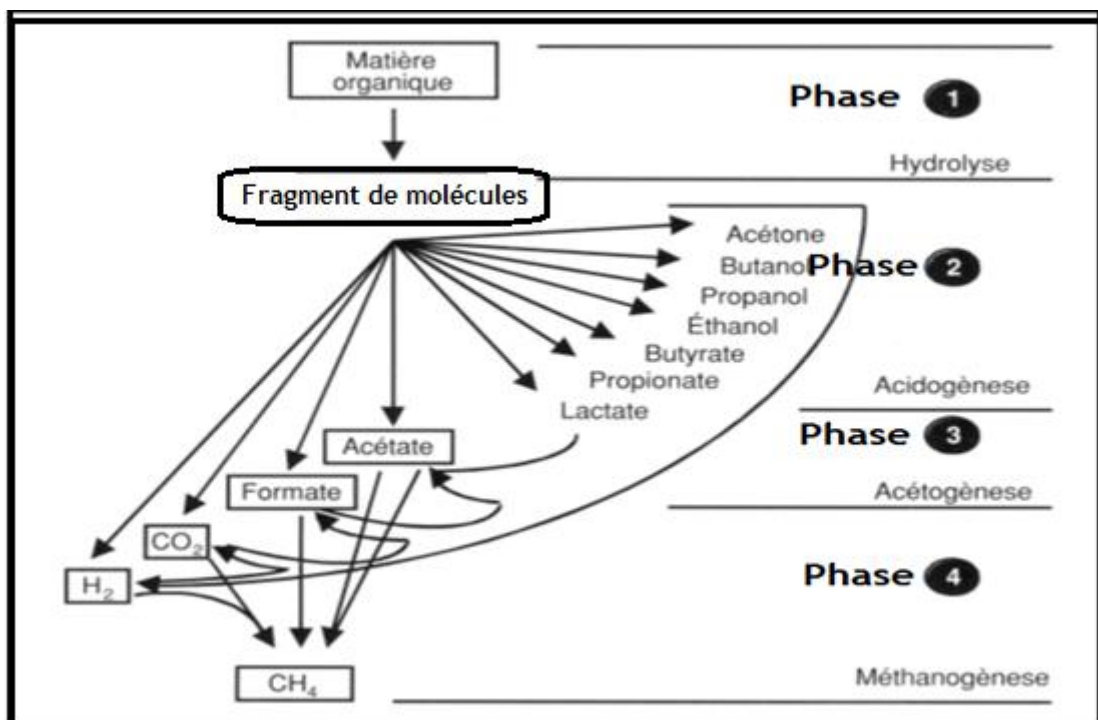 Matière
organique
Phase 1
Hydrolyse
Fragment de molécules
Acétone
Butanol
Phase 2
Propanol
Éthanol
Butyrate
Propionate
Lactate
Acidogènese
Phase 3
Acétate
Formate
Acétogènese
CO₂
H₂
Phase 4
CH₄
Méthanogènese